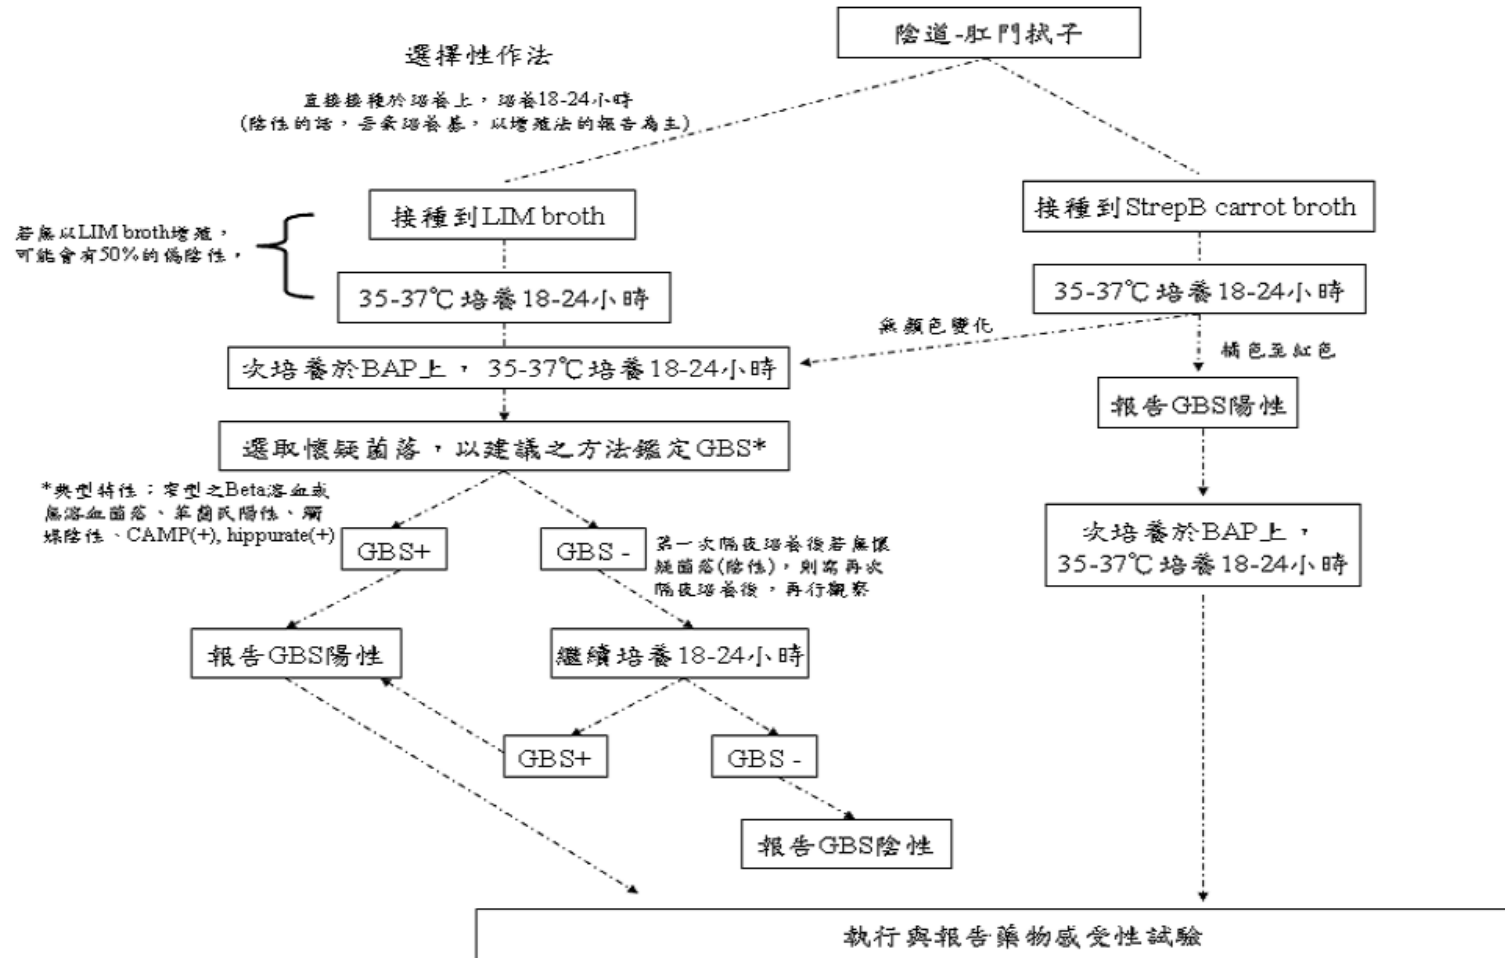 陰道-肛門拭子
選擇性作法
直接接種於培養上，培養18-24小時
(陰性的話，丟棄培養基，以增殖法的報告為主)
接種到LIM broth
接種到StrepB carrot broth
若無以LIM broth增殖，
可能會有50%的偽陰性，
35-37℃培養18-24小時
35-37℃培養18-24小時
無顏色變化
橘色至紅色
次培養於BAP上， 35-37℃培養18-24小時
報告GBS陽性
選取懷疑菌落，以建議之方法鑑定GBS*
*典型特性：窄型之Beta溶血或
無溶血菌落、革蘭氏陽性、觸
媒陰性、CAMP(+), hippurate(+)
GBS+
GBS -
第一次隔夜培養後若無懷
疑菌落(陰性)，則需再次
隔夜培養後，再行觀察
次培養於BAP上，
35-37℃培養18-24小時
報告GBS陽性
繼續培養18-24小時
GBS+
GBS -
報告GBS陰性
執行與報告藥物感受性試驗